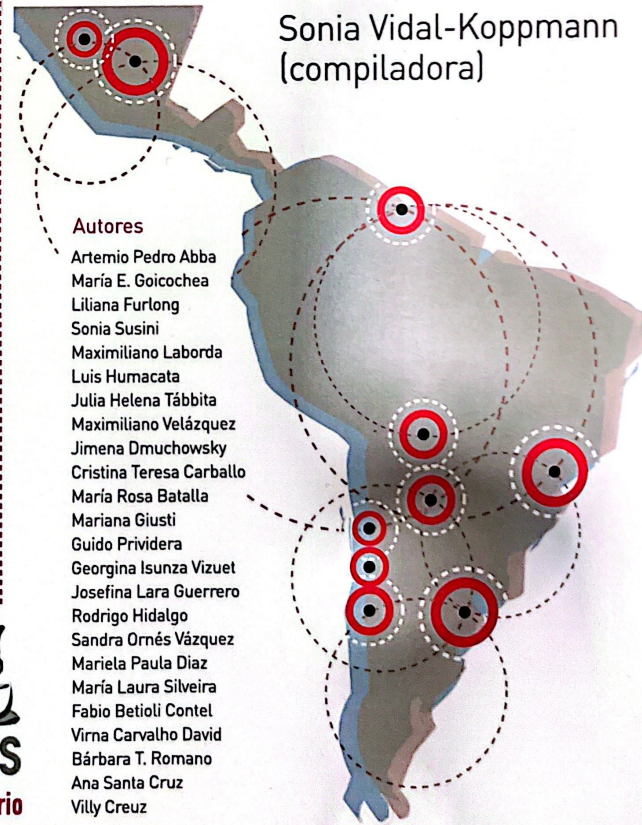 Sonia Vidal-Koppmann
(compiladora)
Autores
Artemio Pedro Abba
María E. Goicochea
Liliana Furlong
Sonia Susini
Maximiliano Laborda
Luis Humacata
Julia Helena Tábbita
Maximiliano Velázquez
Jimena Dmuchowsky
Cristina Teresa Carballo
María Rosa Batalla
Mariana Giusti
Guido Prividera
Georgina Isunza Vizuet
Josefina Lara Guerrero
Rodrigo Hidalgo
Sandra Ornés Vázquez
Mariela Paula Diaz
María Laura Silveira
Fabio Betioli Contel
Virna Carvalho David
Bárbara T. Romano
Ana Santa Cruz
Villy Creuz